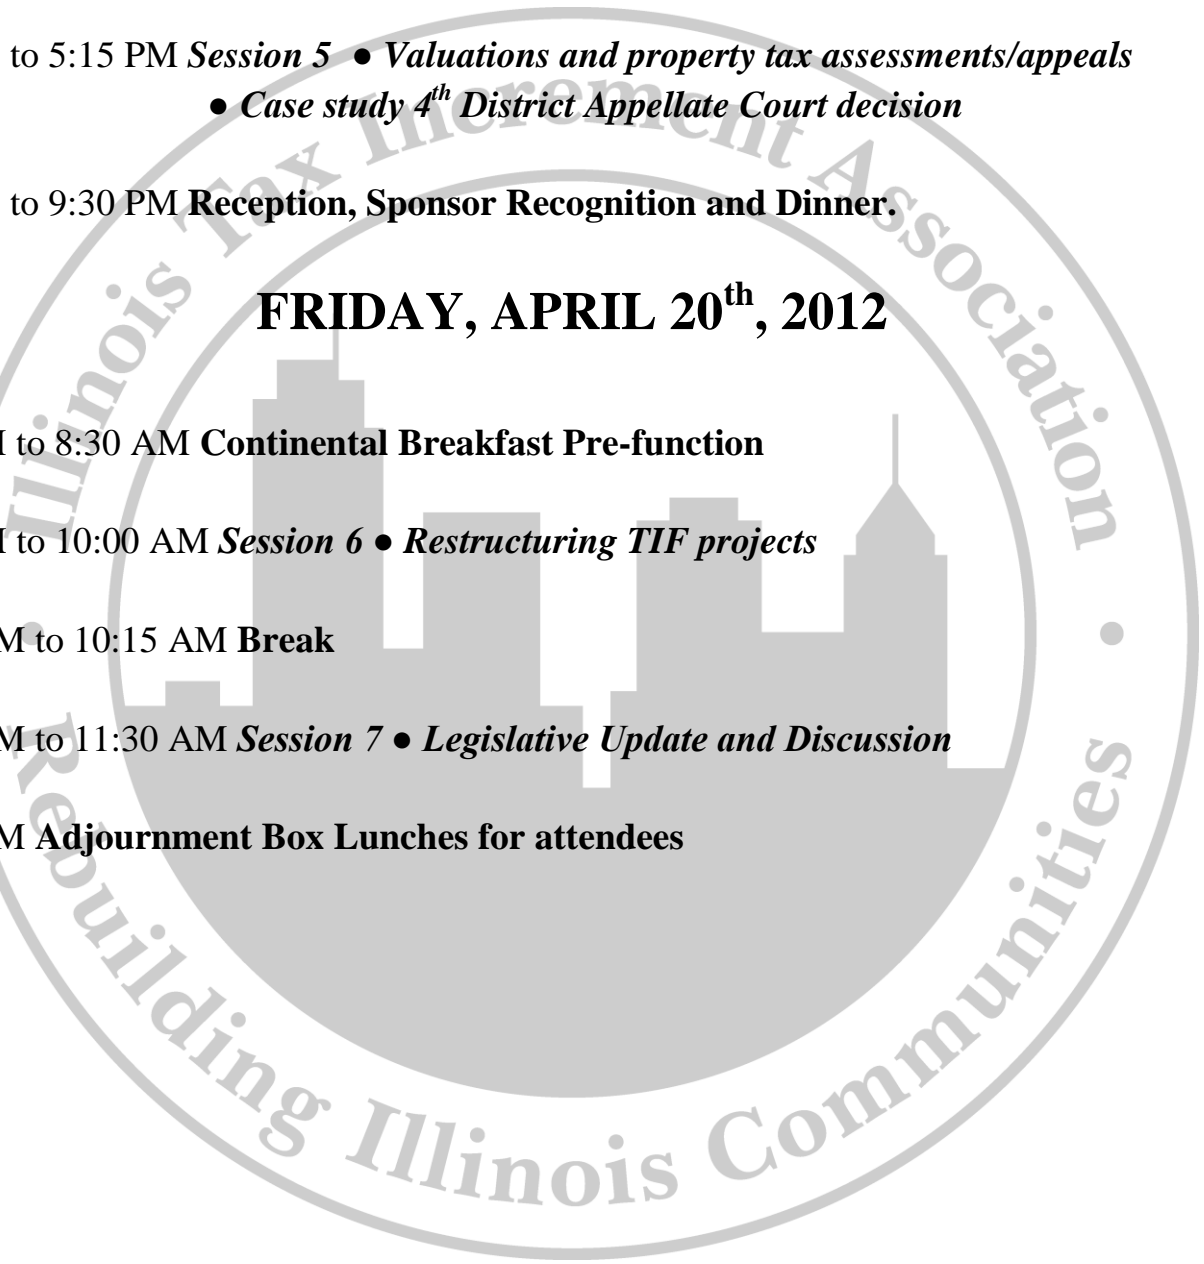 to 5:15 PM Session 5 ● Valuations and property tax assessments/appeals
● Case study 4th District Appellate Court decision
to 9:30 PM Reception, Sponsor Recognition and Dinner.
FRIDAY, APRIL 20th, 2012
to 8:30 AM Continental Breakfast Pre-function
to 10:00 AM Session 6 ● Restructuring TIF projects
M to 10:15 AM Break
M to 11:30 AM Session 7 ● Legislative Update and Discussion
M Adjournment Box Lunches for attendees
Illinois Tax Increment Association
• Rebuilding Illinois Communities •